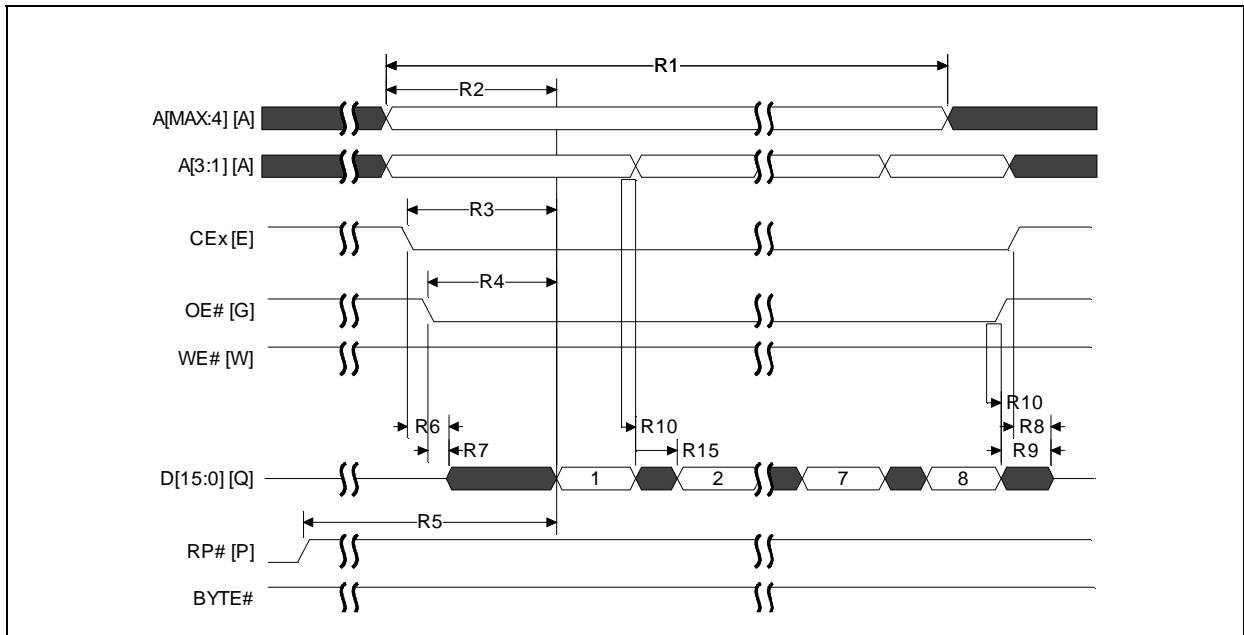 R1
R2
A[MAX:4] [A]
A[3:1] [A]
R3
CEx [E]
R4
OE# [G]
WE# [W]
R10
R6 R10 R8
R7 R15 R9
D[15:0] [Q] 1 2 7 8
R5
RP# [P]
BYTE#